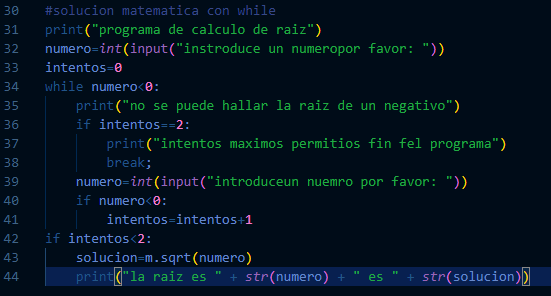 30 #solucion matematica con while
31 print("programa de calculo de raiz")
32 numero=int(input("instroduce un numeropor favor: "))
33 intentos=0
34 while numero<0:
35     print("no se puede hallar la raiz de un negativo")
36     if intentos==2:
37         print("intentos maximos permitios fin fel programa")
38         break;
39     numero=int(input("introduceun nuemro por favor: "))
40     if numero<0:
41         intentos=intentos+1
42 if intentos<2:
43     solucion=m.sqrt(numero)
44     print("la raiz es " + str(numero) + " es " + str(solucion))